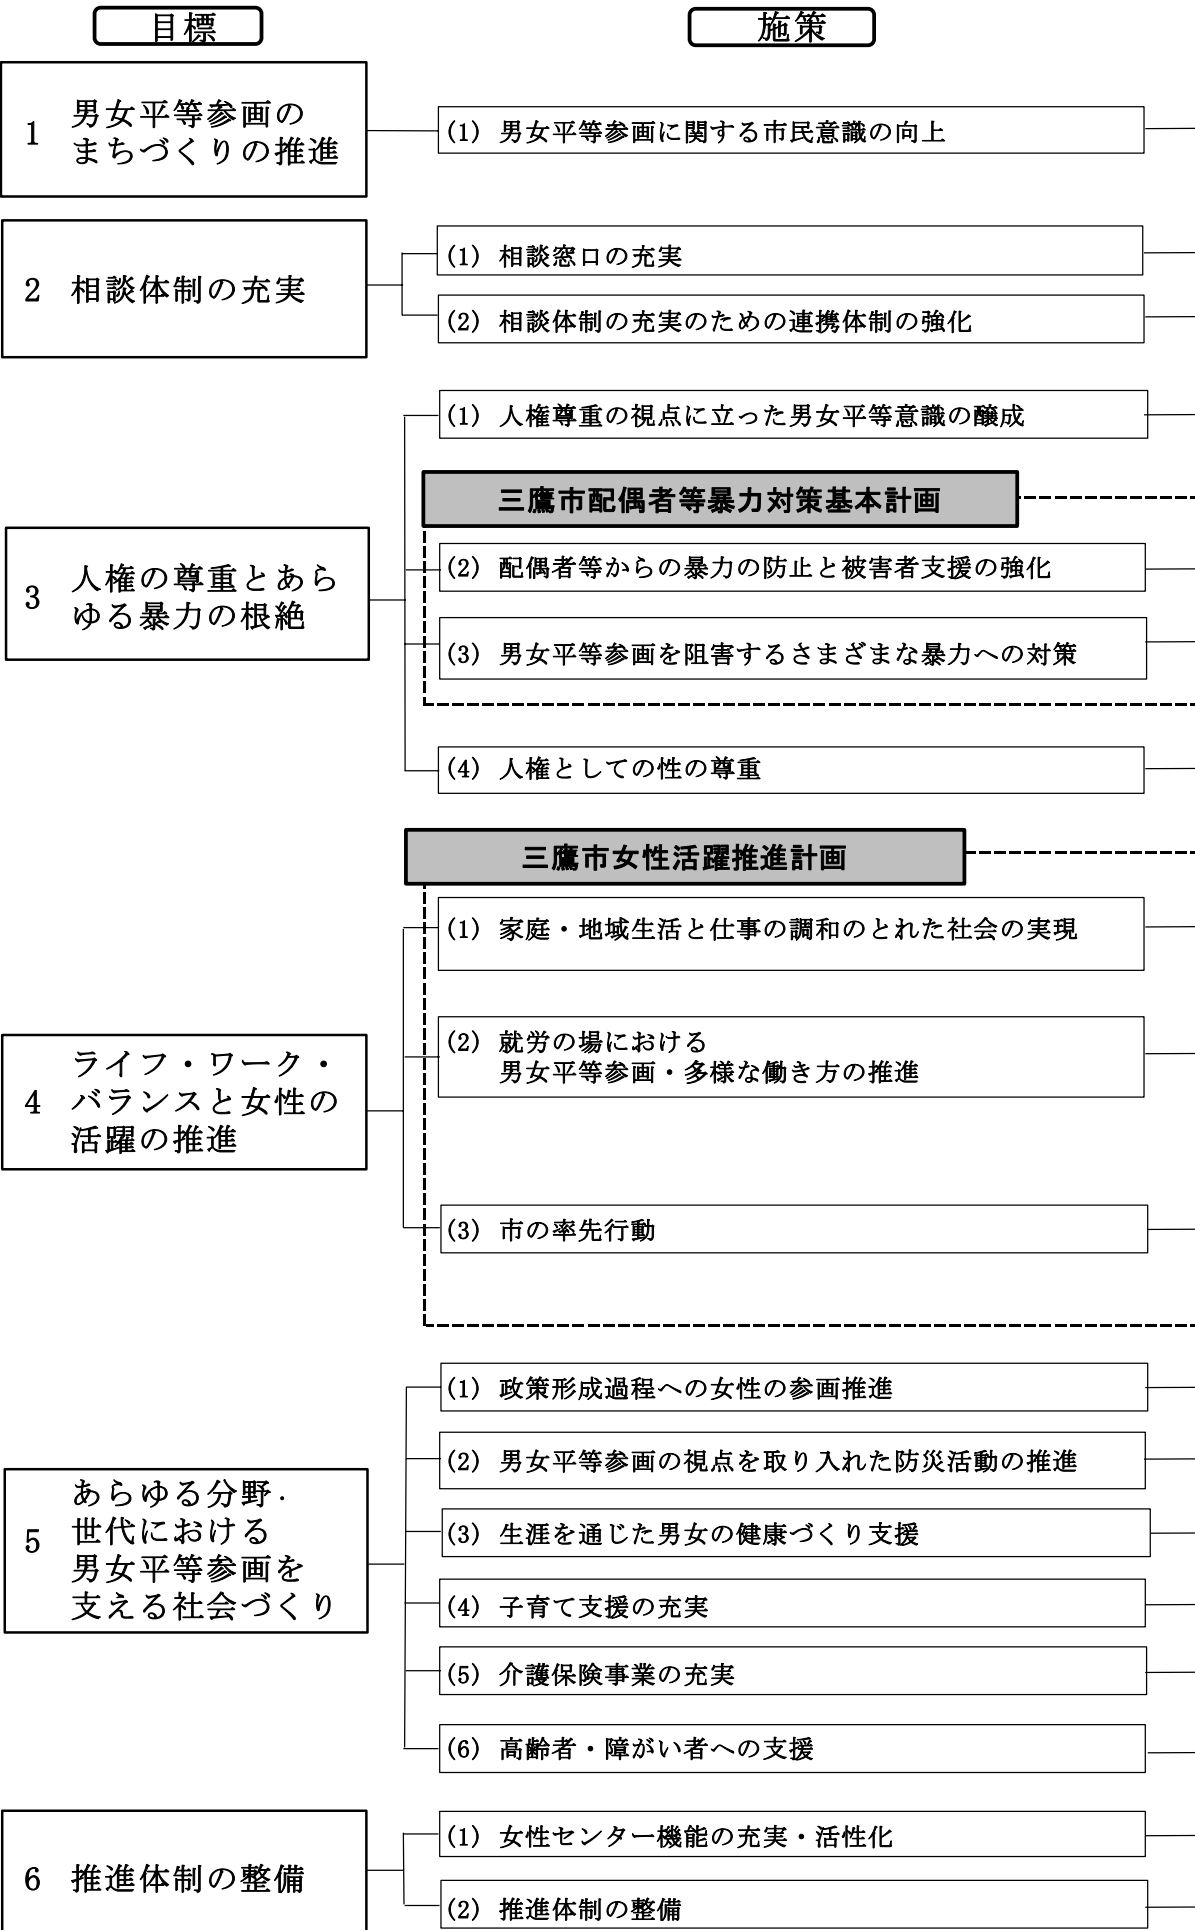 目標
施策
1 男女平等参画の
まちづくりの推進
(1) 男女平等参画に関する市民意識の向上
2 相談体制の充実
(1) 相談窓口の充実
(2) 相談体制の充実のための連携体制の強化
3 人権の尊重とあら
ゆる暴力の根絶
(1) 人権尊重の視点に立った男女平等意識の醸成
三鷹市配偶者等暴力対策基本計画
(2) 配偶者等からの暴力の防止と被害者支援の強化
(3) 男女平等参画を阻害するさまざまな暴力への対策
(4) 人権としての性の尊重
4 ライフ・ワーク・
バランスと女性の
活躍の推進
三鷹市女性活躍推進計画
(1) 家庭・地域生活と仕事の調和のとれた社会の実現
(2) 就労の場における
男女平等参画・多様な働き方の推進
(3) 市の率先行動
5 あらゆる分野・
世代における
男女平等参画を
支える社会づくり
(1) 政策形成過程への女性の参画推進
(2) 男女平等参画の視点を取り入れた防災活動の推進
(3) 生涯を通じた男女の健康づくり支援
(4) 子育て支援の充実
(5) 介護保険事業の充実
(6) 高齢者・障がい者への支援
6 推進体制の整備
(1) 女性センター機能の充実・活性化
(2) 推進体制の整備